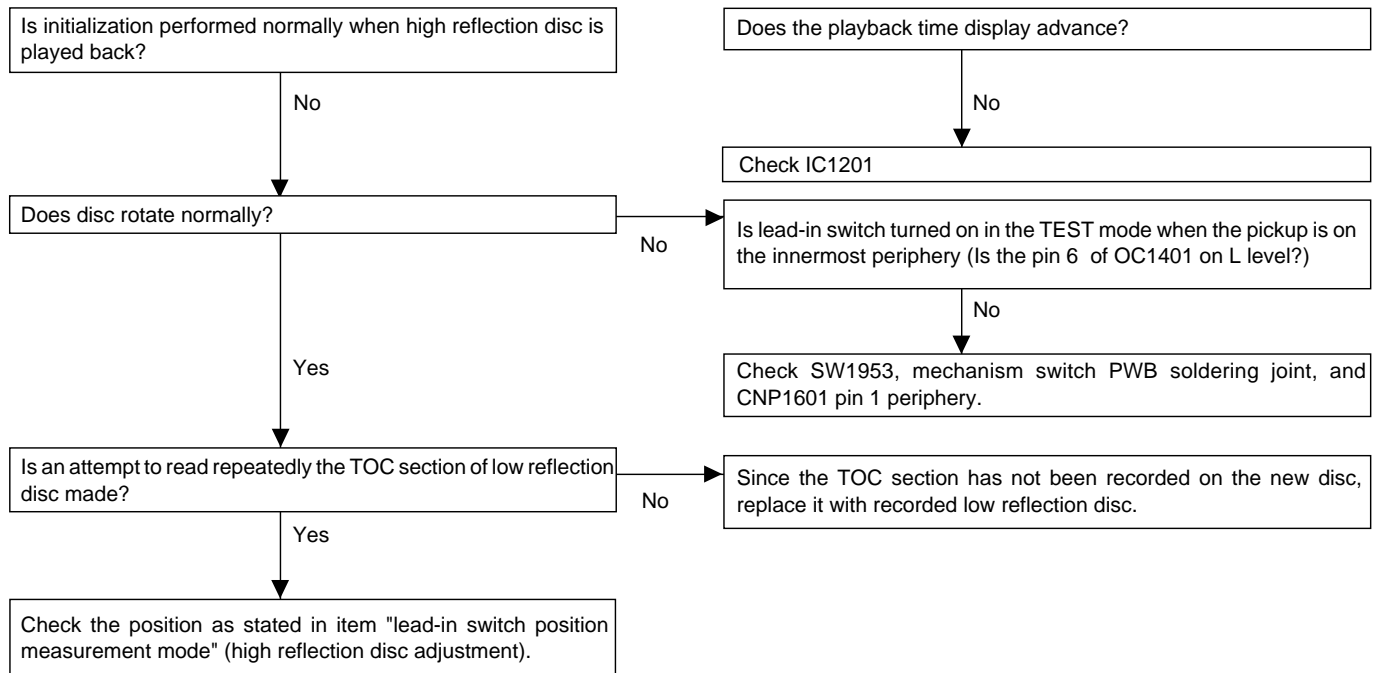 Is initialization performed normally when high reflection disc is
played back?
No
Does disc rotate normally?
No
Yes
Is an attempt to read repeatedly the TOC section of low reflection
disc made?
No
Yes
Check the position as stated in item "lead-in switch position
measurement mode" (high reflection disc adjustment).
Does the playback time display advance?
No
Check IC1201
Is lead-in switch turned on in the TEST mode when the pickup is on
the innermost periphery (Is the pin 6 of OC1401 on L level?)
No
Check SW1953, mechanism switch PWB soldering joint, and
CNP1601 pin 1 periphery.
Since the TOC section has not been recorded on the new disc,
replace it with recorded low reflection disc.